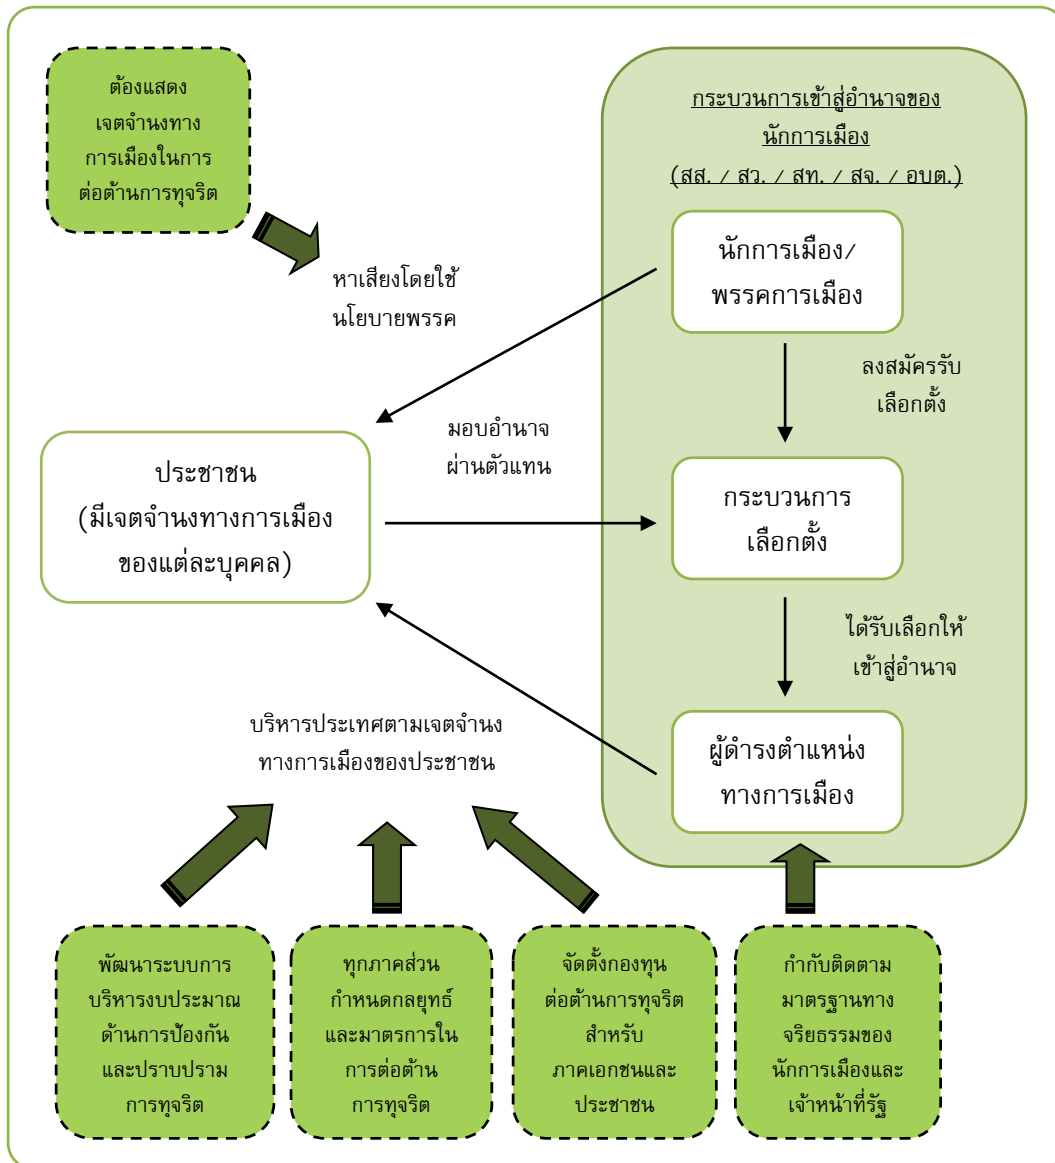 ต้องแสดง
เจตจำนงทาง
การเมืองในการ
ต่อต้านการทุจริต
กระบวนการเข้าสู่อำนาจของ
นักการเมือง
(สส. / สว. / สท. / สจ. / อบต.)
นักการเมือง/
พรรคการเมือง
หาเสียงโดยใช้
นโยบายพรรค
ลงสมัครรับ
เลือกตั้ง
มอบอำนาจ
ผ่านตัวแทน
ประชาชน
(มีเจตจำนงทางการเมือง
ของแต่ละบุคคล)
กระบวนการ
เลือกตั้ง
ได้รับเลือกให้
เข้าสู่อำนาจ
บริหารประเทศตามเจตจำนง
ทางการเมืองของประชาชน
ผู้ดำรงตำแหน่ง
ทางการเมือง
พัฒนาระบบการ
บริหารงบประมาณ
ด้านการป้องกัน
และปราบปราม
การทุจริต
ทุกภาคส่วน
กำหนดกลยุทธ์
และมาตรการใน
การต่อต้าน
การทุจริต
จัดตั้งกองทุน
ต่อต้านการทุจริต
สำหรับ
ภาคเอกชนและ
ประชาชน
กำกับติดตาม
มาตรฐานทาง
จริยธรรมของ
นักการเมืองและ
เจ้าหน้าที่รัฐ